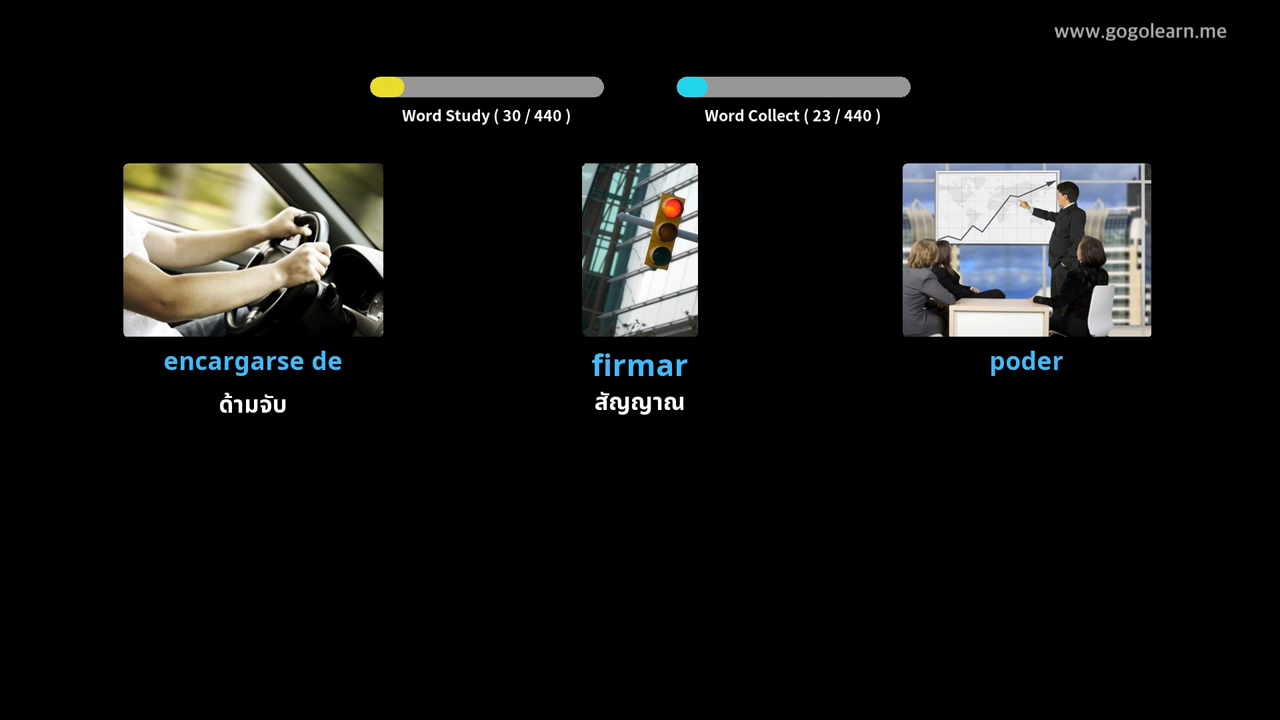 www.gogolearn.me
Word Study ( 30 / 440 )
Word Collect ( 23 / 440 )
encargarse de
firmar
poder
ด้ามจับ
สัญญาณ